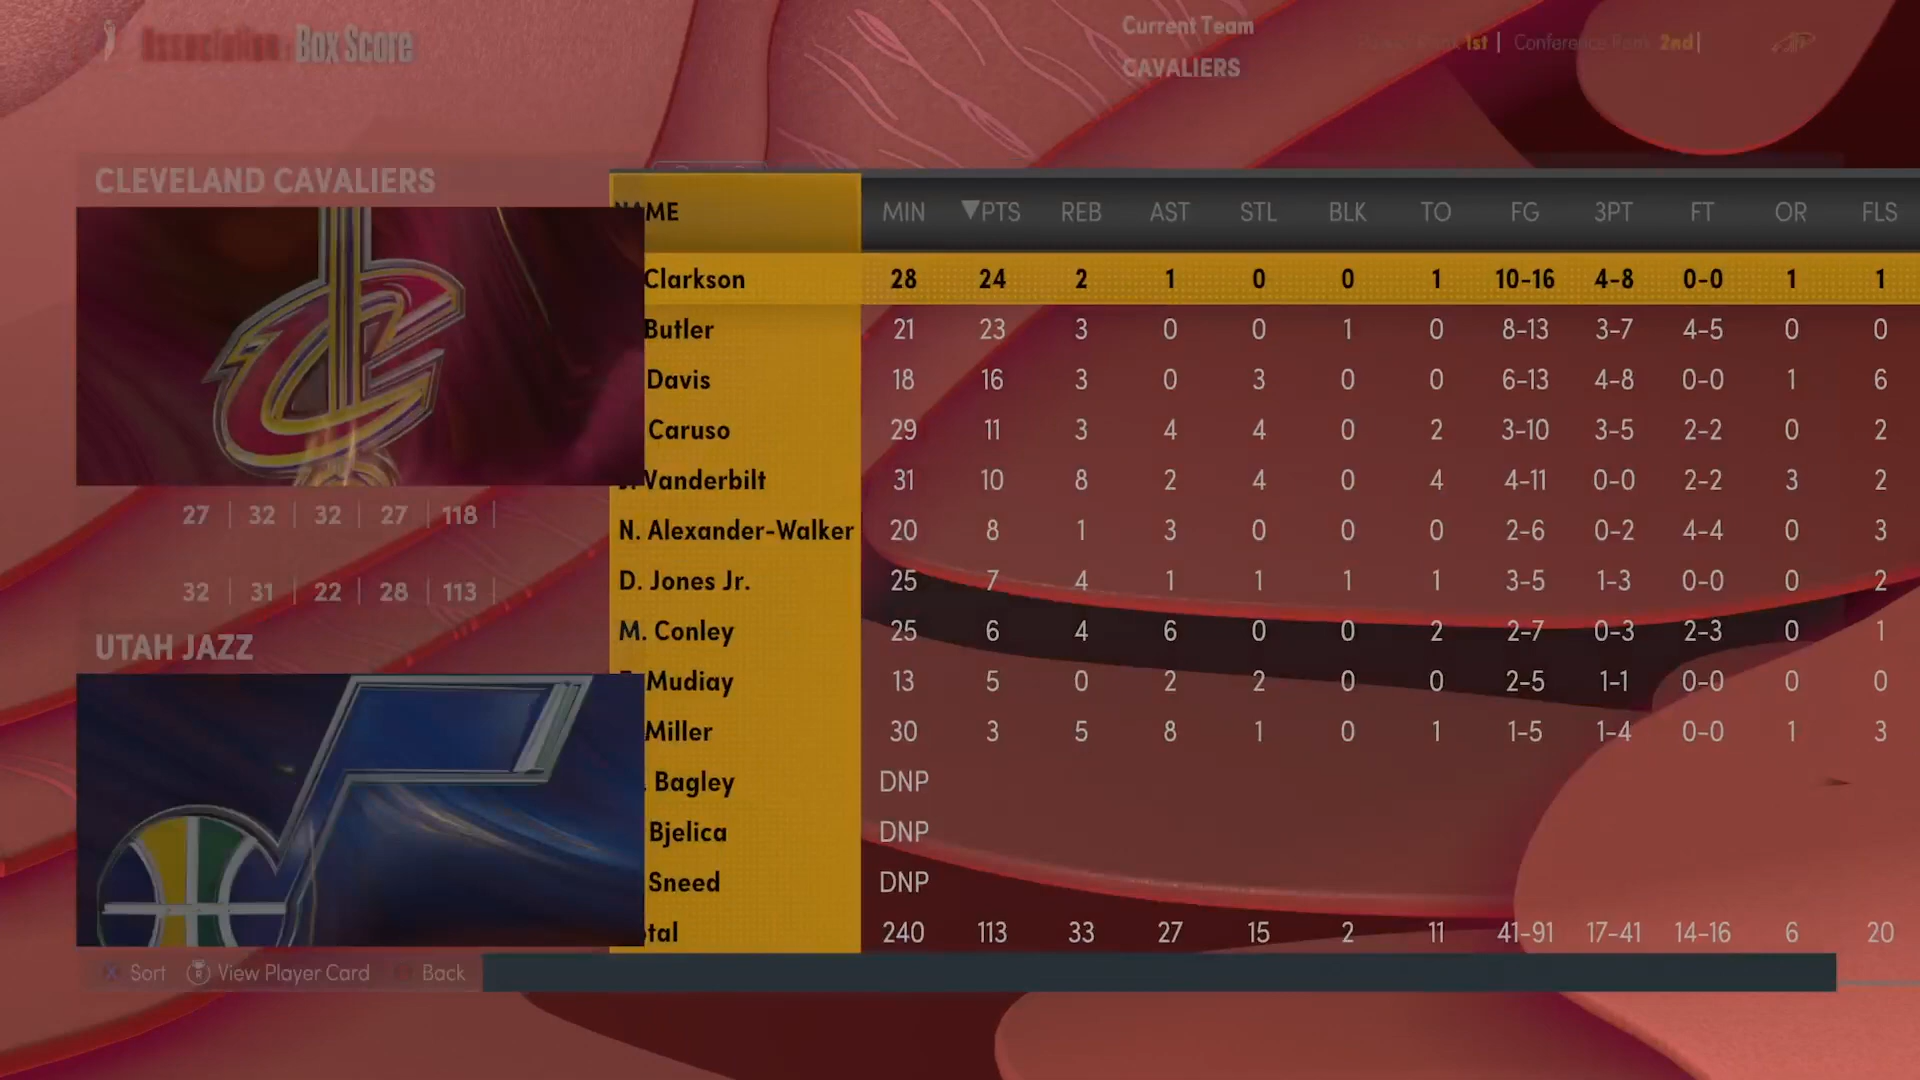 Association: Box Score
Current Team
CAVALIERS
1st | Conference Rank 2nd |
CLEVELAND CAVALIERS
27 | 32 | 32 | 27 | 118 |
32 | 31 | 22 | 28 | 113 |
UTAH JAZZ
NAME MIN ▼PTS REB AST STL BLK TO FG 3PT FT OR FLS
Clarkson 28 24 2 1 0 0 1 10-16 4-8 0-0 1 1
Butler 21 23 3 0 0 1 0 8-13 3-7 4-5 0 0
Davis 18 16 3 0 3 0 0 6-13 4-8 0-0 1 6
Caruso 29 11 3 4 4 0 2 3-10 3-5 2-2 0 2
J. Vanderbilt 31 10 8 2 4 0 4 4-11 0-0 2-2 3 2
N. Alexander-Walker 20 8 1 3 0 0 0 2-6 0-2 4-4 0 3
D. Jones Jr. 25 7 4 1 1 1 1 3-5 1-3 0-0 0 2
M. Conley 25 6 4 6 0 0 2 2-7 0-3 2-3 0 1
Mudiay 13 5 0 2 2 0 0 2-5 1-1 0-0 0 0
Miller 30 3 5 8 1 0 1 1-5 1-4 0-0 1 3
Bagley DNP
Bjelica DNP
Sneed DNP
Total 240 113 33 27 15 2 11 41-91 17-41 14-16 6 20
X Sort R View Player Card Back